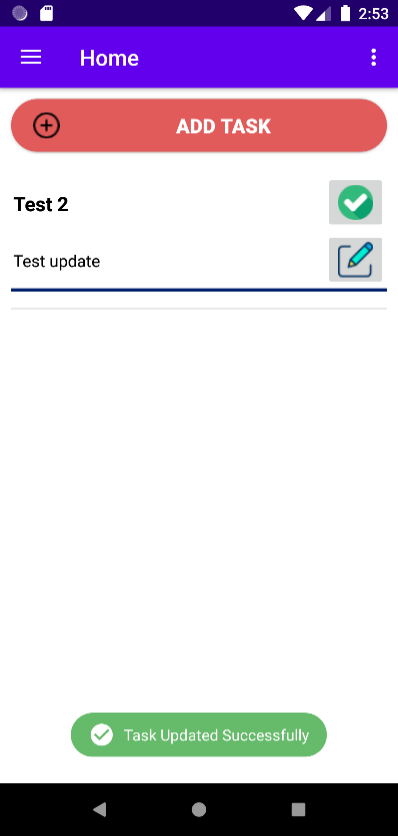 2:53
Home
ADD TASK
Test 2
Test update
Task Updated Successfully